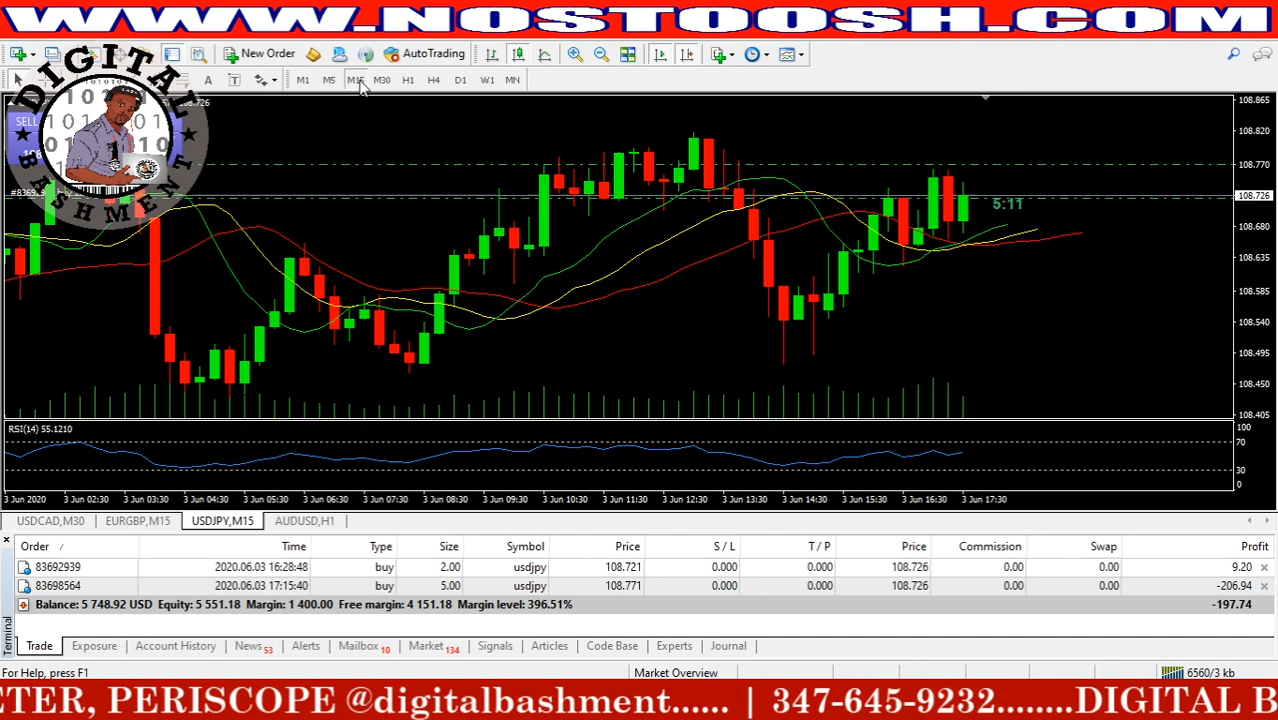 WWW.NOSTOOSH.COM
New Order AutoTrading
A T M1 M5 M15 M30 H1 H4 D1 W1 MN
DIGITAL BASHMENT
SELL
108.726
#83692939 buy
5:11
108.865
108.820
108.770
108.726
108.680
108.635
108.585
108.540
108.495
108.450
108.405
RSI(14) 55.1210
100
70
30
0
3 Jun 2020 3 Jun 02:30 3 Jun 03:30 3 Jun 04:30 3 Jun 05:30 3 Jun 06:30 3 Jun 07:30 3 Jun 08:30 3 Jun 09:30 3 Jun 10:30 3 Jun 11:30 3 Jun 12:30 3 Jun 13:30 3 Jun 14:30 3 Jun 15:30 3 Jun 16:30 3 Jun 17:30
USDCAD,M30 EURGBP,M15 USDJPY,M15 AUDUSD,H1
Order / Time Type Size Symbol Price S / L T / P Price Commission Swap Profit
83692939 2020.06.03 16:28:48 buy 2.00 usdjpy 108.721 0.000 0.000 108.726 0.00 0.00 9.20
83698564 2020.06.03 17:15:40 buy 5.00 usdjpy 108.771 0.000 0.000 108.726 0.00 0.00 -206.94
Balance: 5 748.92 USD Equity: 5 551.18 Margin: 1 400.00 Free margin: 4 151.18 Margin level: 396.51% -197.74
Terminal
Trade Exposure Account History News 53 Alerts Mailbox 10 Market 134 Signals Articles Code Base Experts Journal
For Help, press F1 Market Overview 6560/3 kb
ETER, PERISCOPE @digitalbashment...... | 347-645-9232........DIGITAL B